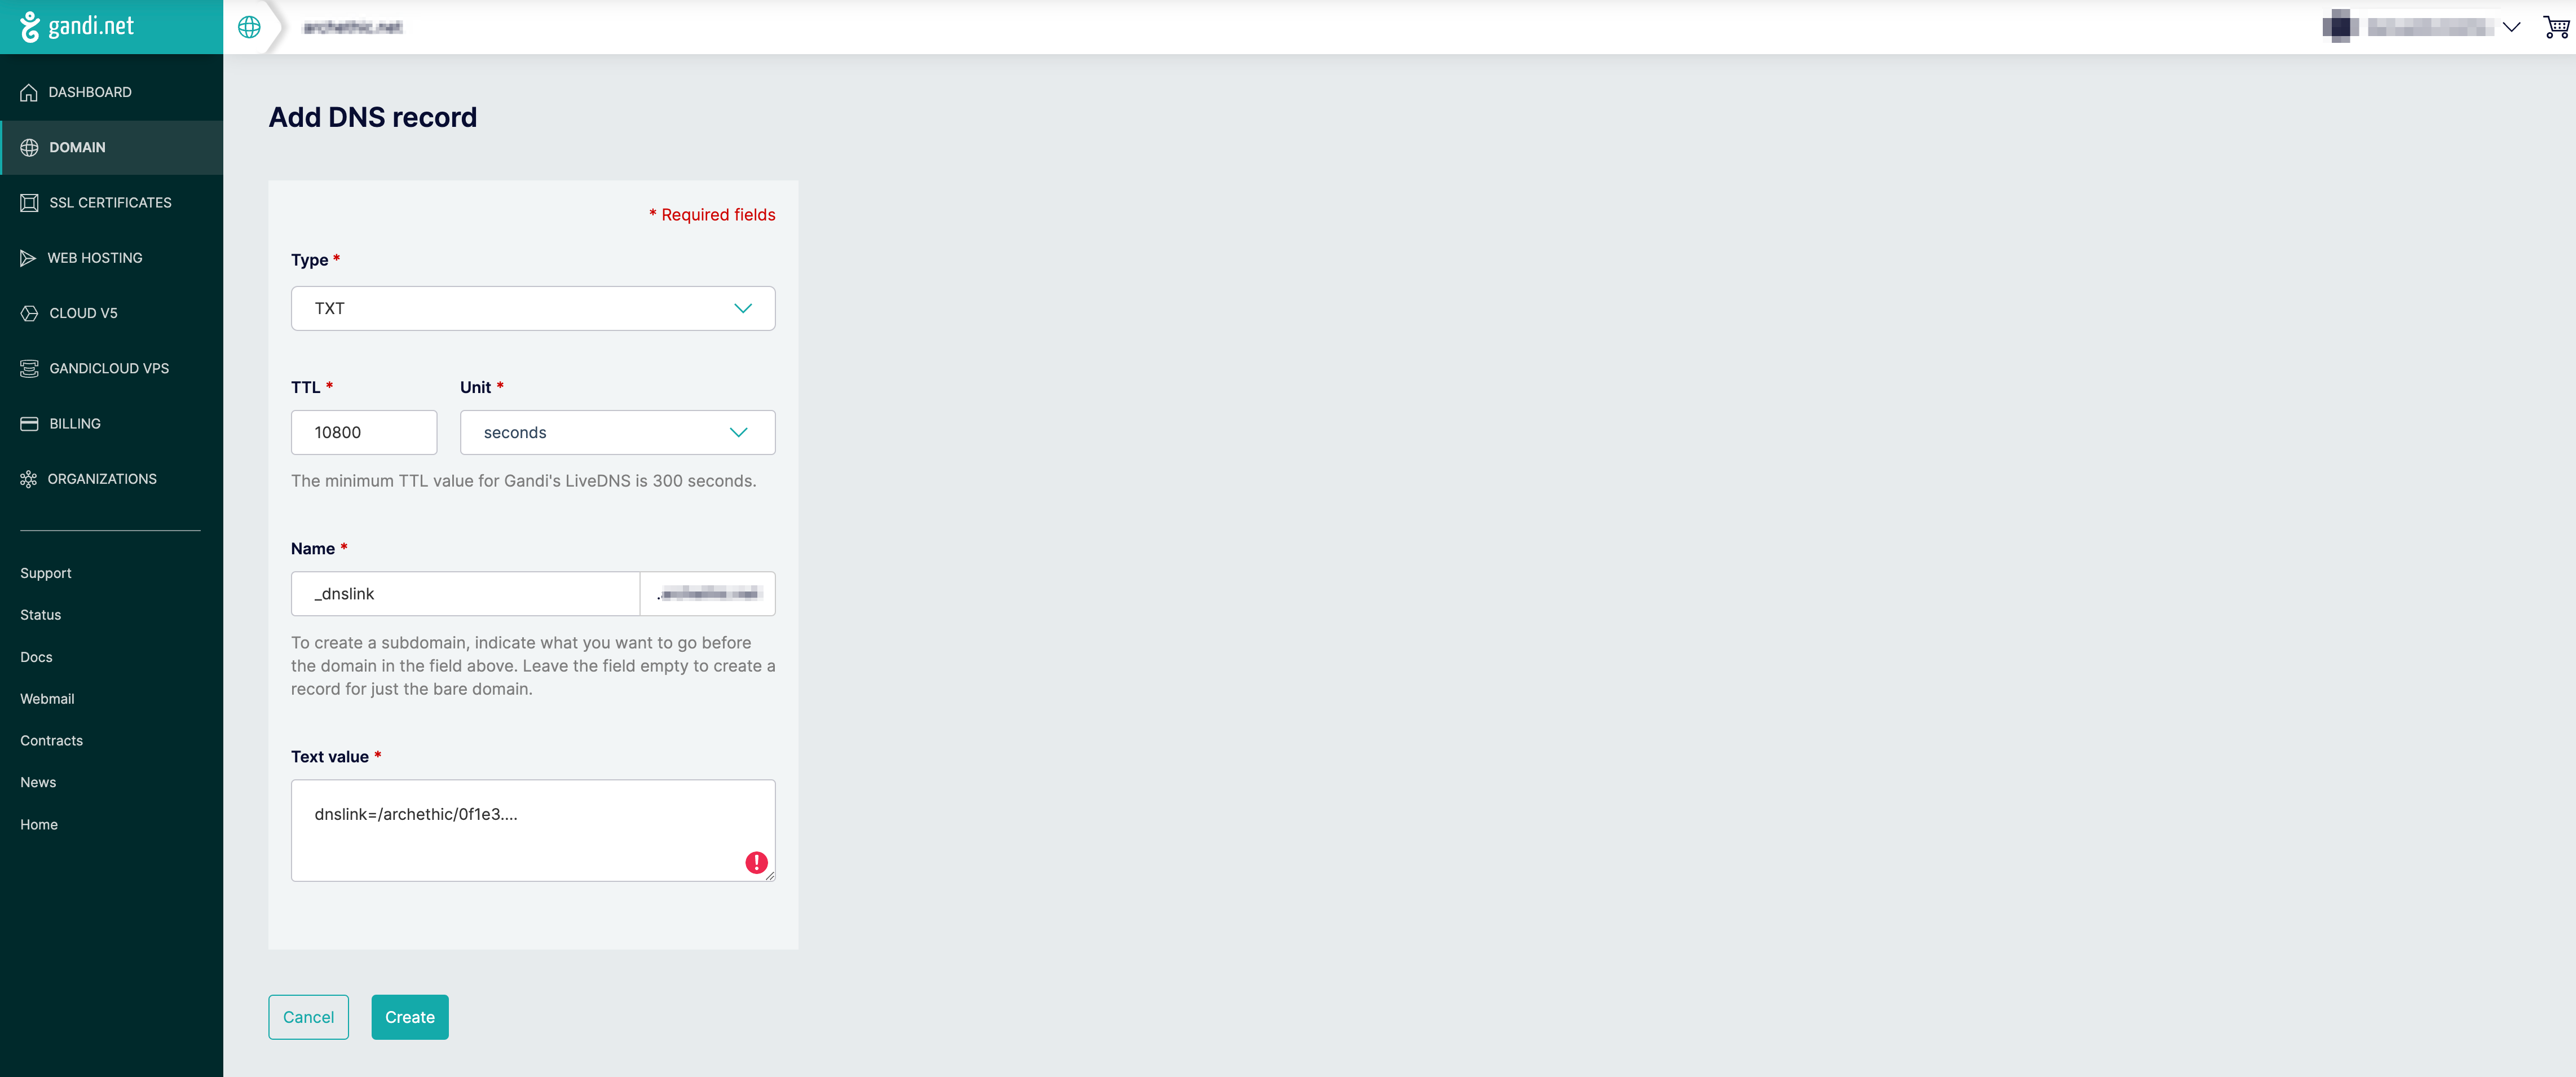 gandi.net
DASHBOARD
DOMAIN
SSL CERTIFICATES
WEB HOSTING
CLOUD V5
GANDICLOUD VPS
BILLING
ORGANIZATIONS
Support
Status
Docs
Webmail
Contracts
News
Home
Add DNS record
* Required fields
Type *
TXT
TTL * Unit *
10800 seconds
The minimum TTL value for Gandi's LiveDNS is 300 seconds.
Name *
_dnslink .
To create a subdomain, indicate what you want to go before
the domain in the field above. Leave the field empty to create a
record for just the bare domain.
Text value *
dnslink=/archethic/0f1e3....
Cancel Create